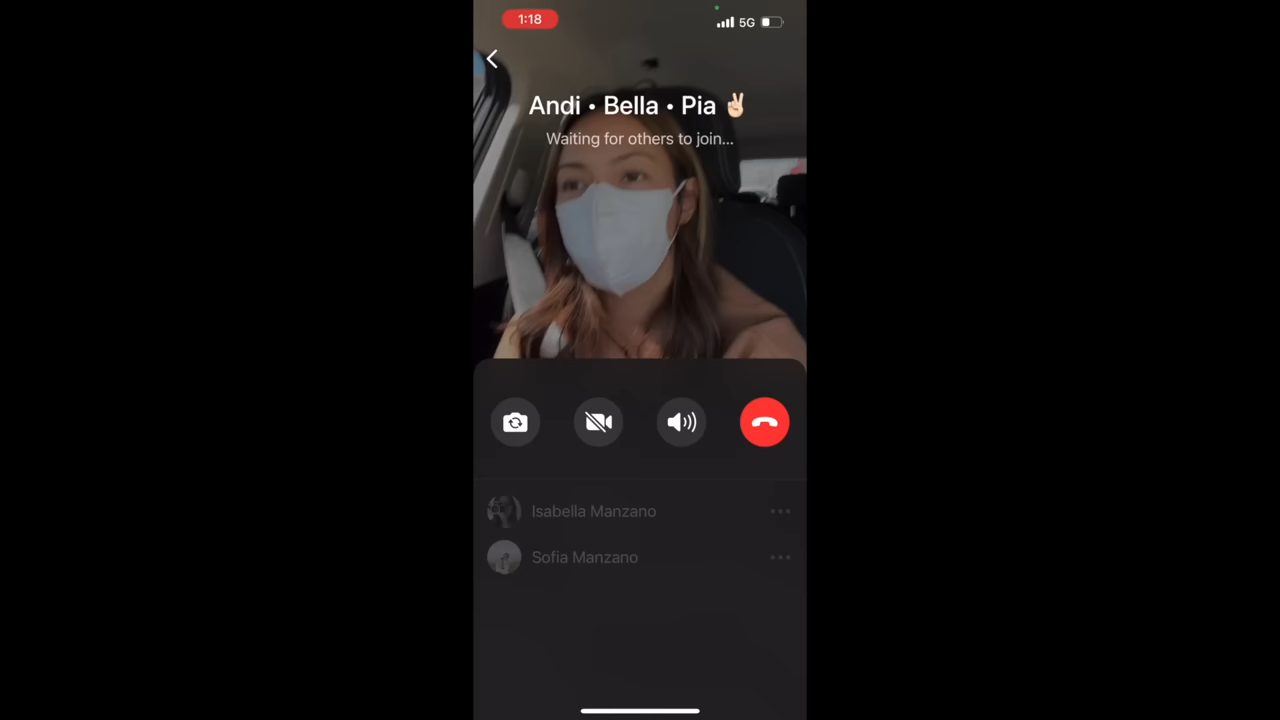 1:18
5G
Andi • Bella • Pia ✌🏻
Waiting for others to join...
Isabella Manzano
Sofia Manzano